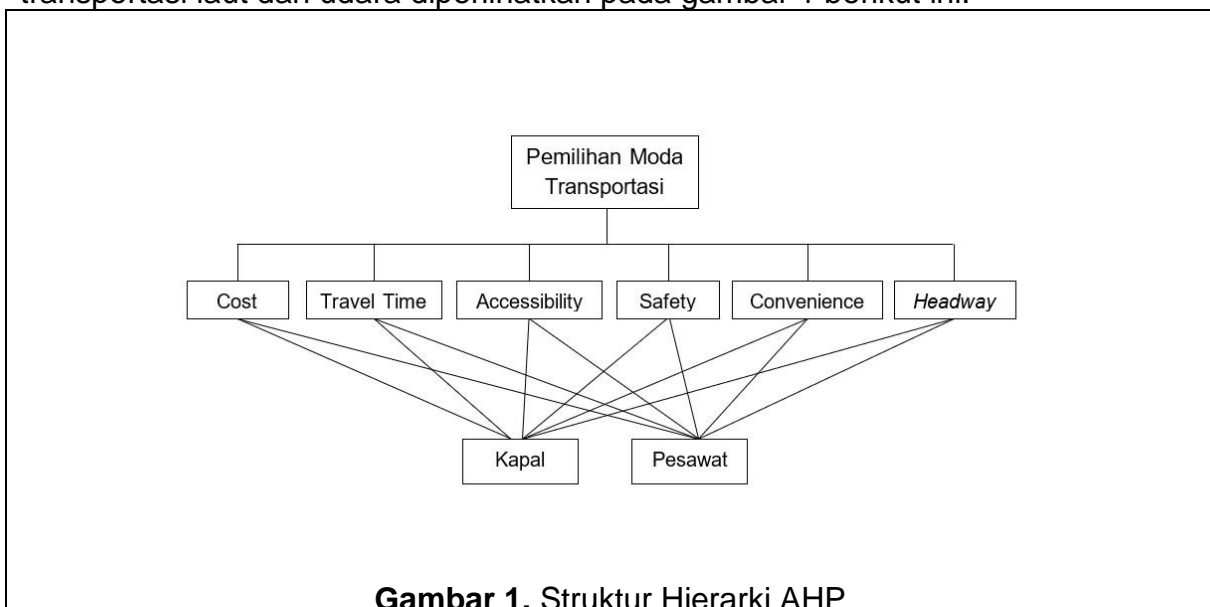 transportasi laut dan udara diperlihatkan pada gambar 1 berikut ini.
Pemilihan Moda
Transportasi
Cost
Travel Time
Accessibility
Safety
Convenience
Headway
Kapal
Pesawat
Gambar 1. Struktur Hierarki AHP